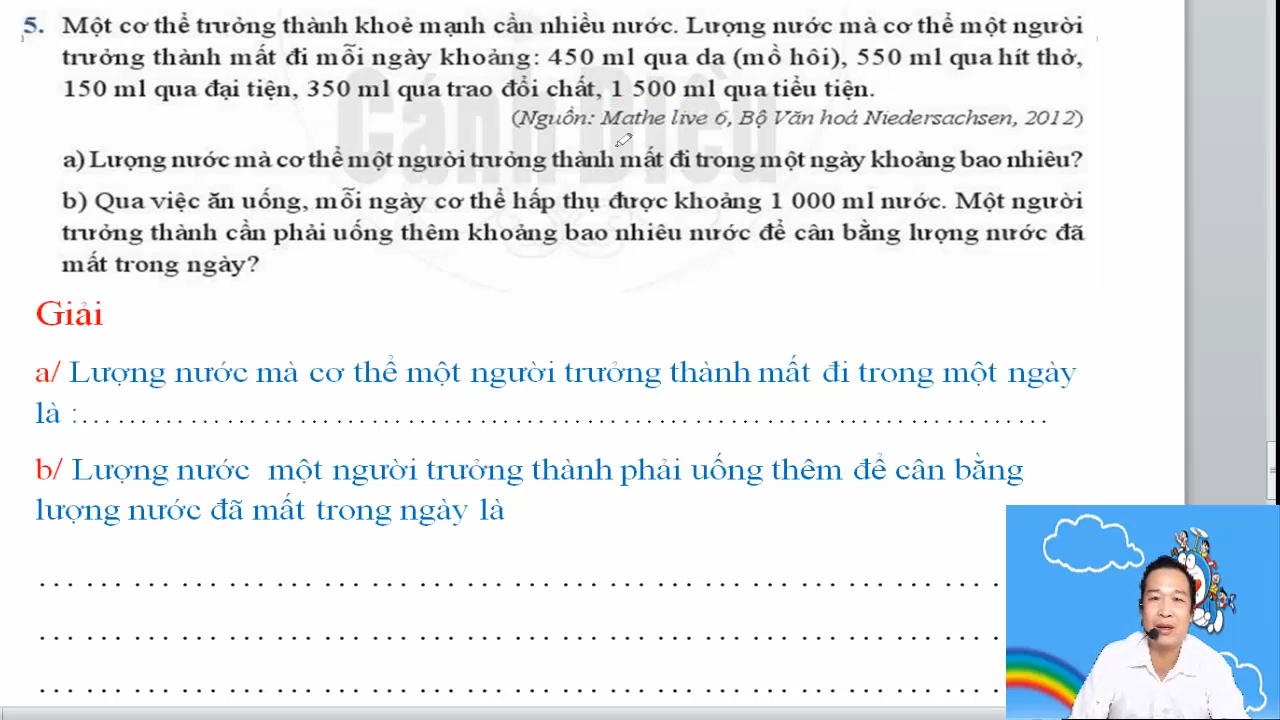 5. Một cơ thể trưởng thành khoẻ mạnh cần nhiều nước. Lượng nước mà cơ thể một người
trưởng thành mất đi mỗi ngày khoảng: 450 ml qua da (mồ hôi), 550 ml qua hít thở,
150 ml qua đại tiện, 350 ml qua trao đổi chất, 1 500 ml qua tiểu tiện.
(Nguồn: Mathe live 6, Bộ Văn hoá Niedersachsen, 2012)
Cánh Diều
a) Lượng nước mà cơ thể một người trưởng thành mất đi trong một ngày khoảng bao nhiêu?
b) Qua việc ăn uống, mỗi ngày cơ thể hấp thụ được khoảng 1 000 ml nước. Một người
trưởng thành cần phải uống thêm khoảng bao nhiêu nước để cân bằng lượng nước đã
mất trong ngày?
Giải
a/ Lượng nước mà cơ thể một người trưởng thành mất đi trong một ngày
là :……………………………………………………………………
b/ Lượng nước một người trưởng thành phải uống thêm để cân bằng
lượng nước đã mất trong ngày là
……………………………………………………………
……………………………………………………………
……………………………………………………………